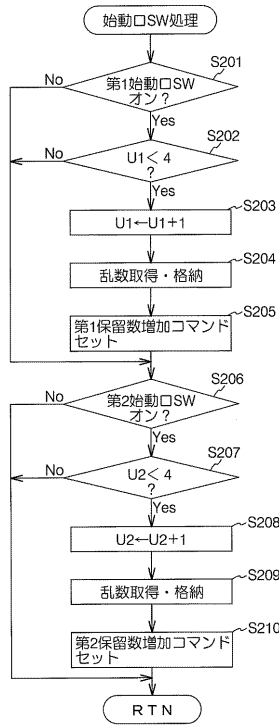 始動口SW処理
S201
No
第1始動口SW
オン?
Yes
S202
No
U1<4
?
Yes
S203
U1←U1+1
S204
乱数取得・格納
S205
第1保留数増加コマンド
セット
S206
No
第2始動口SW
オン?
Yes
S207
No
U2<4
?
Yes
S208
U2←U2+1
S209
乱数取得・格納
S210
第2保留数増加コマンド
セット
RTN